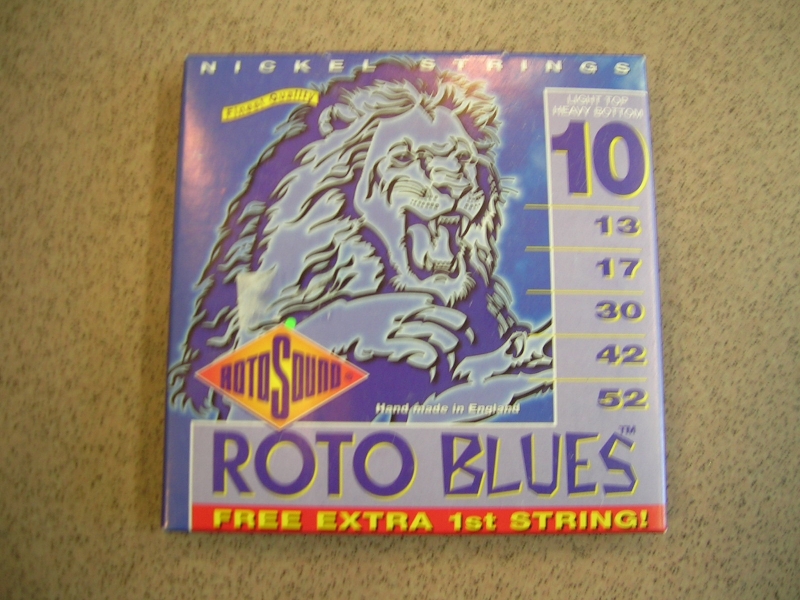 NICKEL STRINGS
Finest Quality
LIGHT TOP
HEAVY BOTTOM
10
13
17
30
42
52
ROTOSOUND
Hand made in England
ROTO BLUES™
FREE EXTRA 1st STRING!